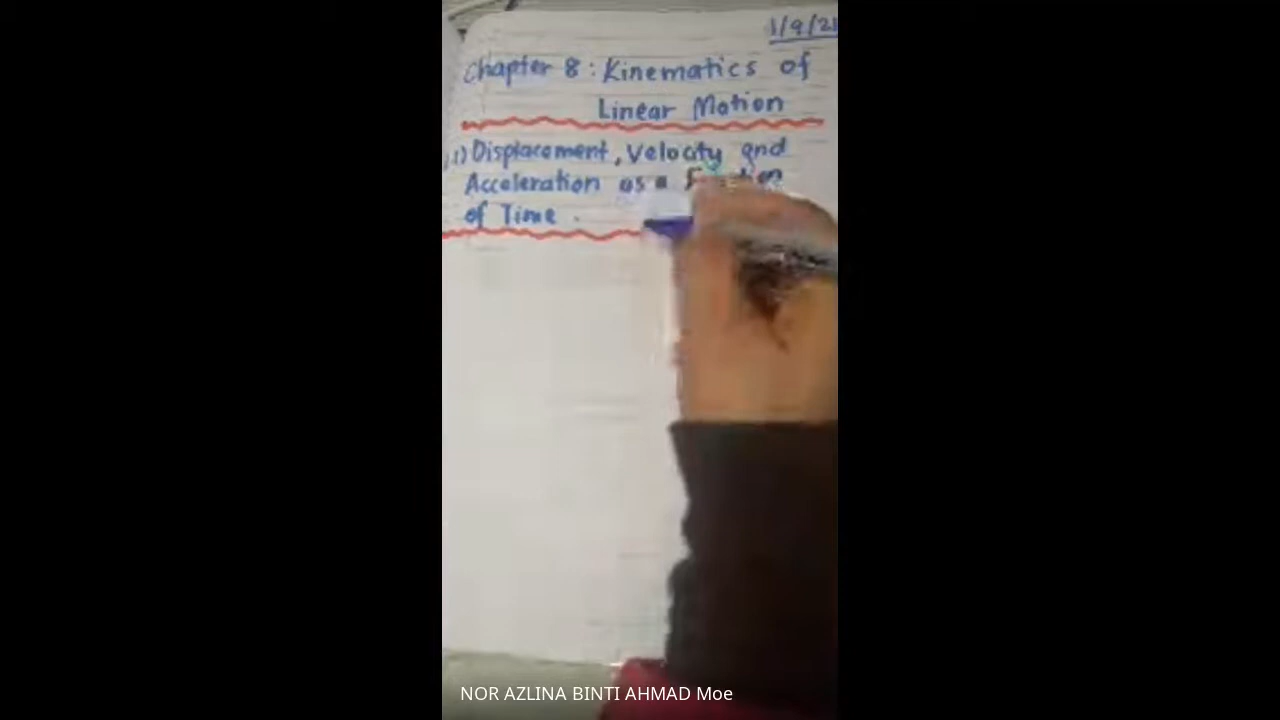 1/9/21
Chapter 8: Kinematics of
Linear Motion
1) Displacement, Velocity and
Acceleration as a
of Time.
NOR AZLINA BINTI AHMAD Moe